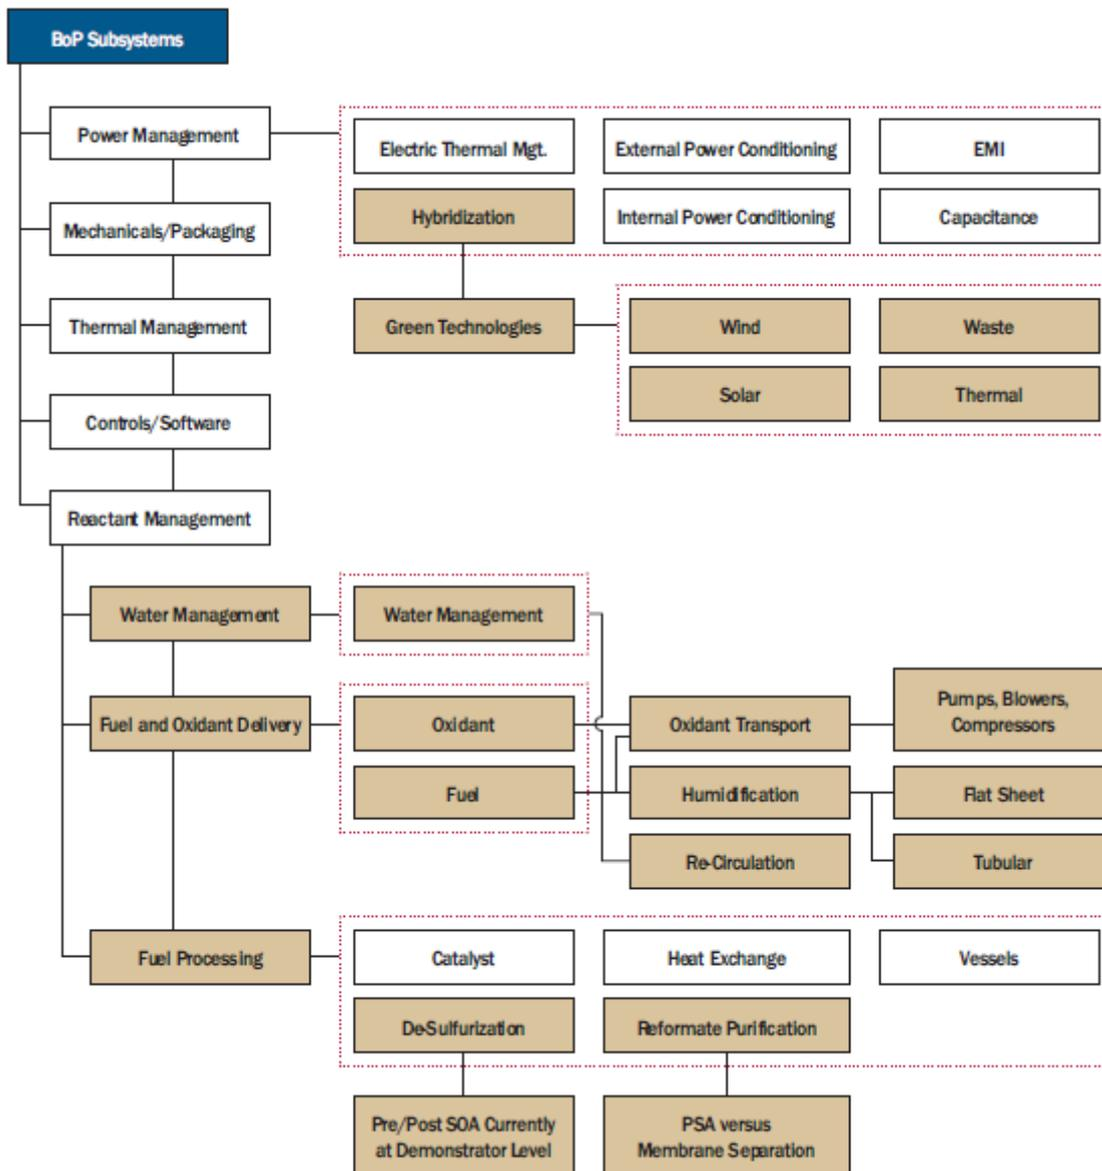 BoP Subsystems
Power Management
Electric Thermal Mgt.
External Power Conditioning
EMI
Hybridization
Internal Power Conditioning
Capacitance
Mechanicals/Packaging
Thermal Management
Green Technologies
Wind
Waste
Solar
Thermal
Controls/Software
Reactant Management
Water Management
Water Management
Fuel and Oxidant Delivery
Oxidant
Oxidant Transport
Pumps, Blowers,
Compressors
Fuel
Humidification
Flat Sheet
Re-Circulation
Tubular
Fuel Processing
Catalyst
Heat Exchange
Vessels
De-Sulfurization
Reformate Purification
Pre/Post SOA Currently
at Demonstrator Level
PSA versus
Membrane Separation